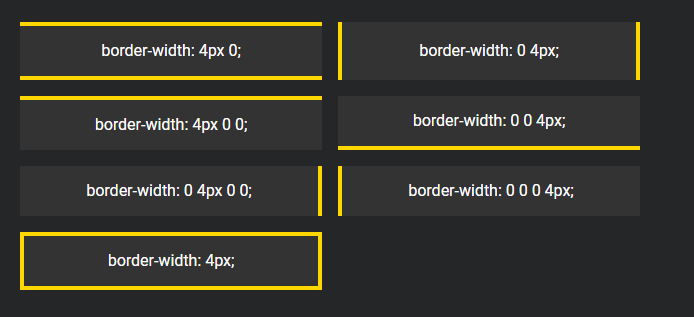 border-width: 4px 0;
border-width: 0 4px;
border-width: 4px 0 0;
border-width: 0 0 4px;
border-width: 0 4px 0 0;
border-width: 0 0 0 4px;
border-width: 4px;